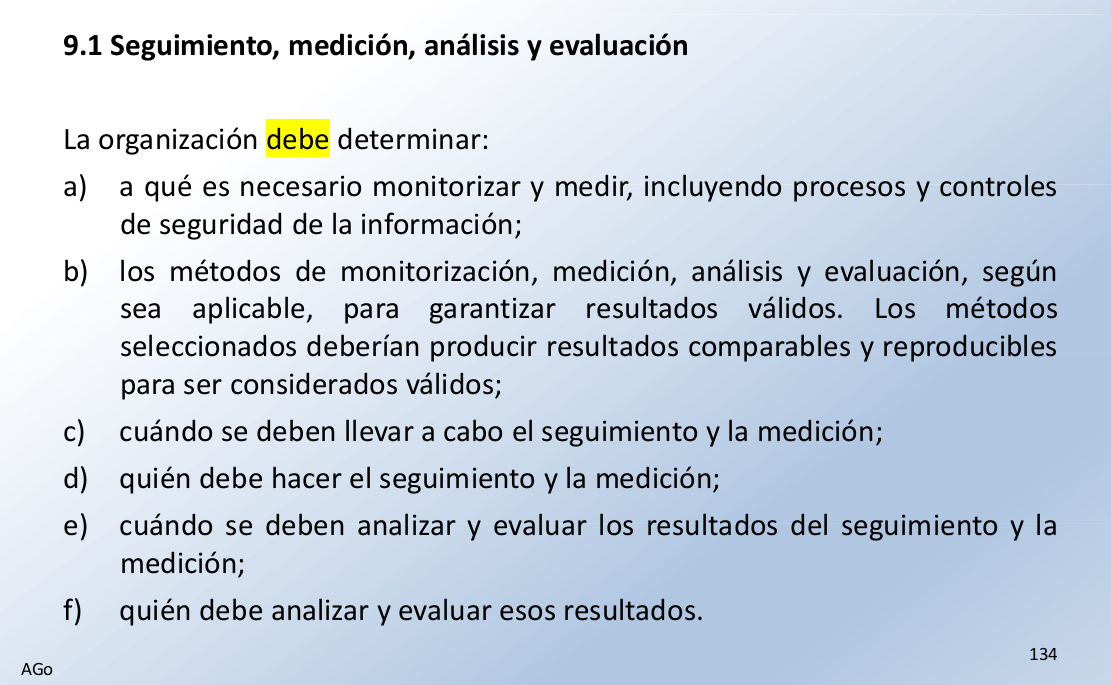 9.1 Seguimiento, medición, análisis y evaluación
La organización debe determinar:
a) a qué es necesario monitorizar y medir, incluyendo procesos y controles
de seguridad de la información;
b) los métodos de monitorización, medición, análisis y evaluación, según
sea aplicable, para garantizar resultados válidos. Los métodos
seleccionados deberían producir resultados comparables y reproducibles
para ser considerados válidos;
c) cuándo se deben llevar a cabo el seguimiento y la medición;
d) quién debe hacer el seguimiento y la medición;
e) cuándo se deben analizar y evaluar los resultados del seguimiento y la
medición;
f) quién debe analizar y evaluar esos resultados.
134
AGo